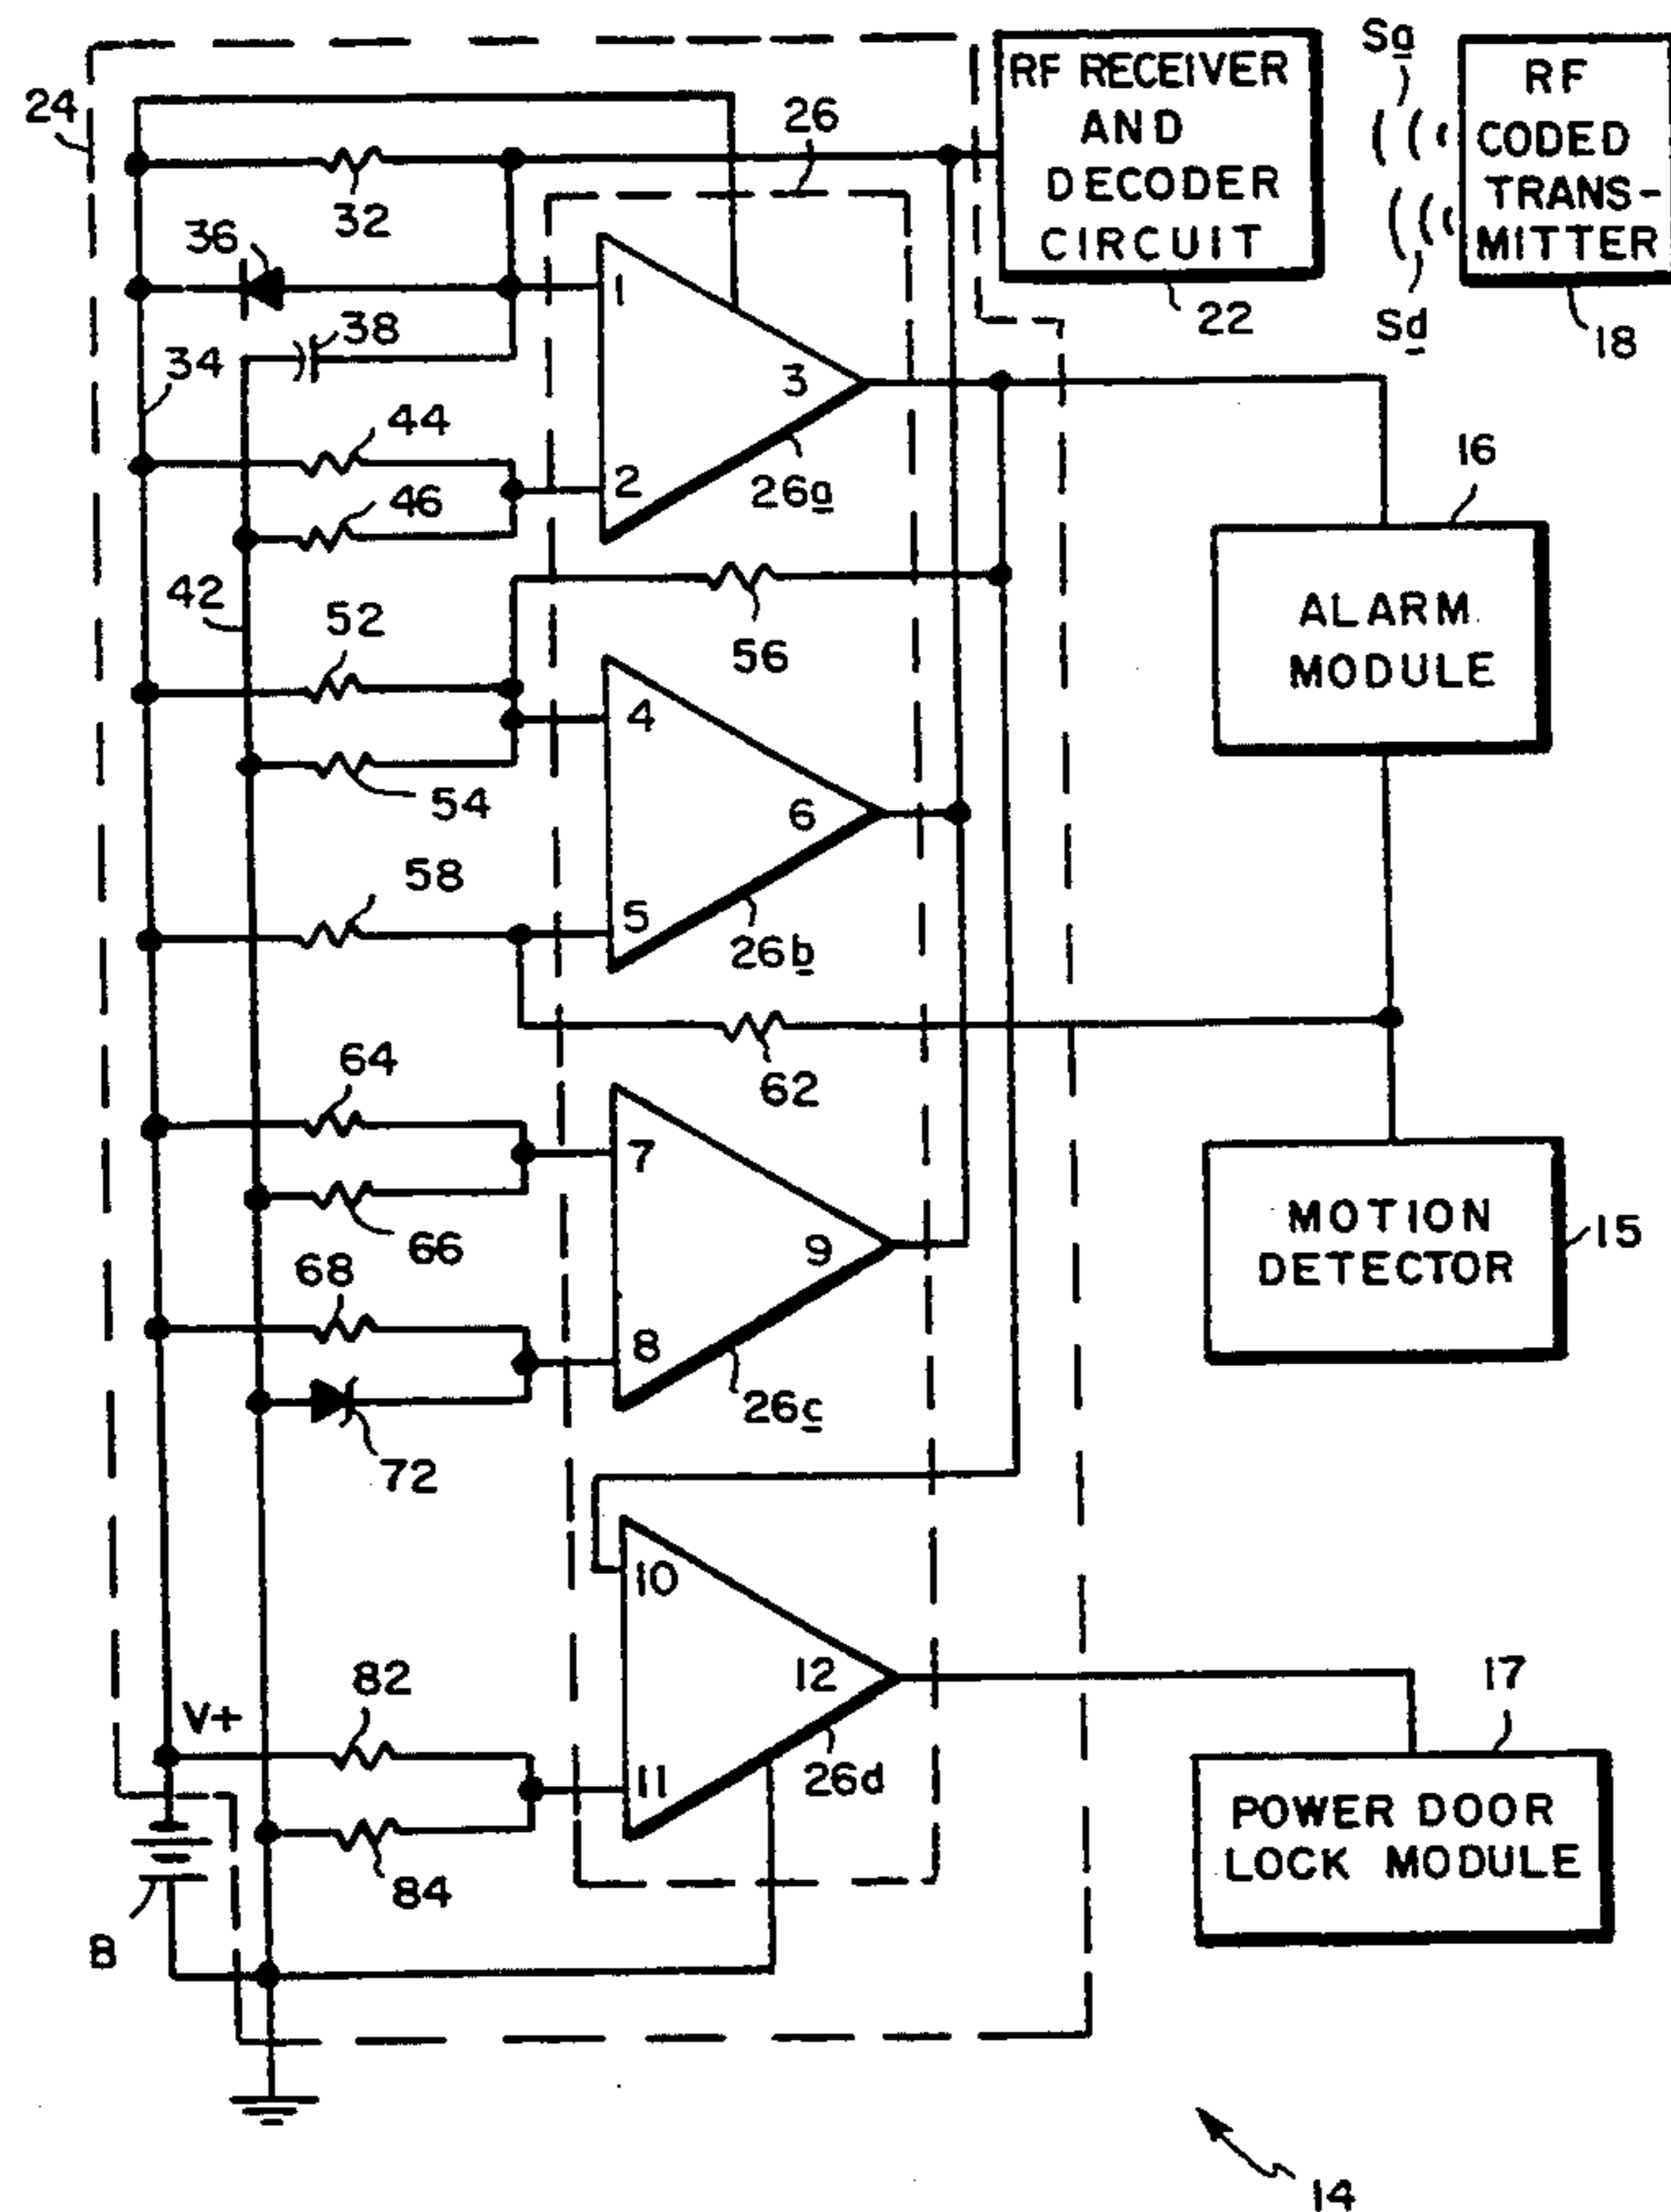 24
26
RF RECEIVER
AND
DECODER
CIRCUIT
22
Sa
Sd
RF
CODED
TRANS-
MITTER
18
32
36
38
34
1
3
44
2
26a
46
16
42
52
56
ALARM
MODULE
4
54
6
58
5
26b
62
64
7
66
9
MOTION
DETECTOR
15
68
8
26c
72
10
82
V+
12
17
11
26d
84
POWER DOOR
LOCK MODULE
B
14